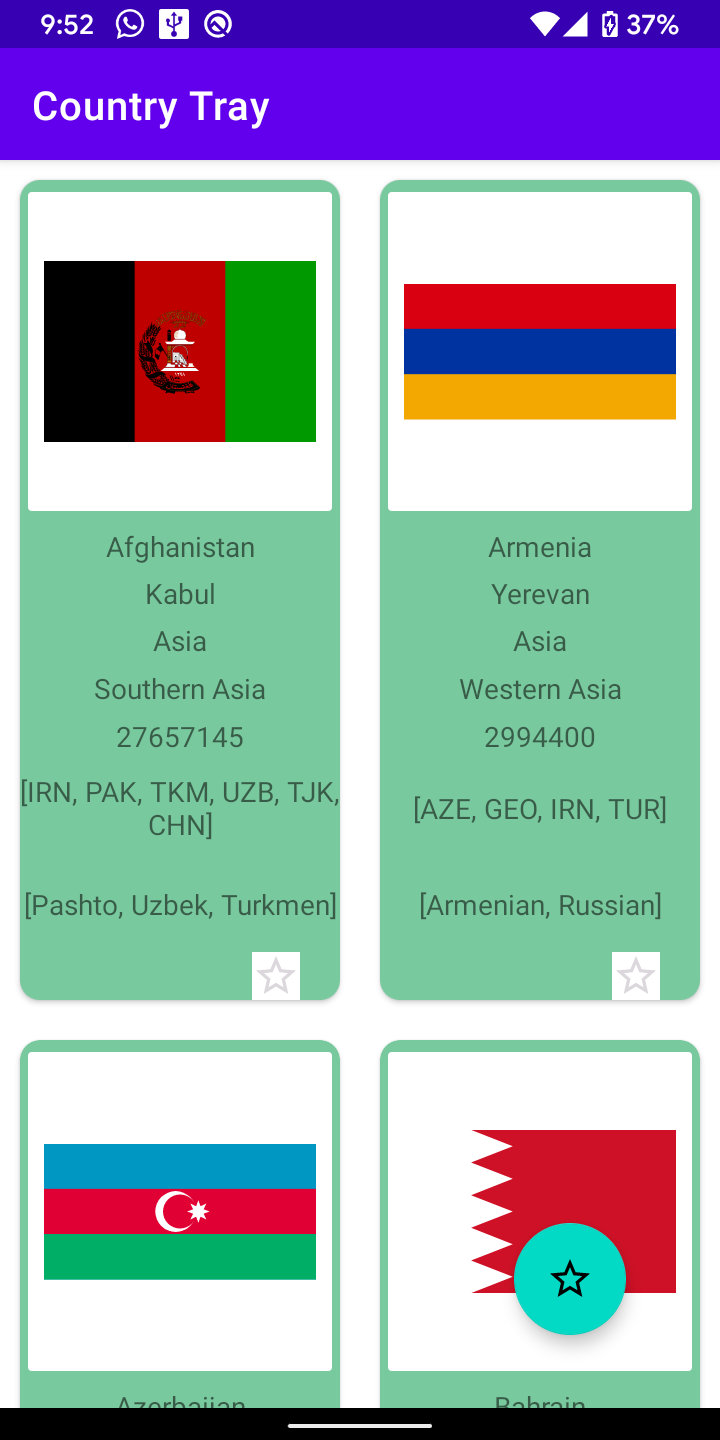 9:52
37%
Country Tray
Afghanistan
Kabul
Asia
Southern Asia
27657145
[IRN, PAK, TKM, UZB, TJK,
CHN]
[Pashto, Uzbek, Turkmen]
Armenia
Yerevan
Asia
Western Asia
2994400
[AZE, GEO, IRN, TUR]
[Armenian, Russian]
Azerbaijan
Bahrain